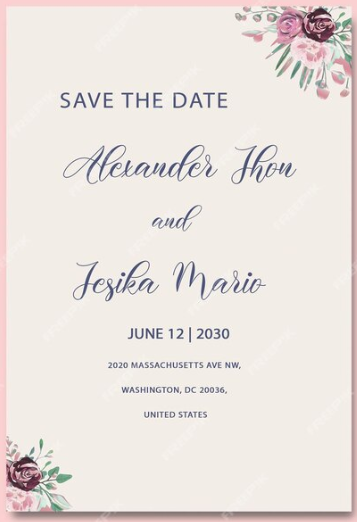 SAVE THE DATE
Alexander Jhon
and
Jesika Mario
JUNE 12 | 2030
2020 MASSACHUSETTS AVE NW,
WASHINGTON, DC 20036,
UNITED STATES